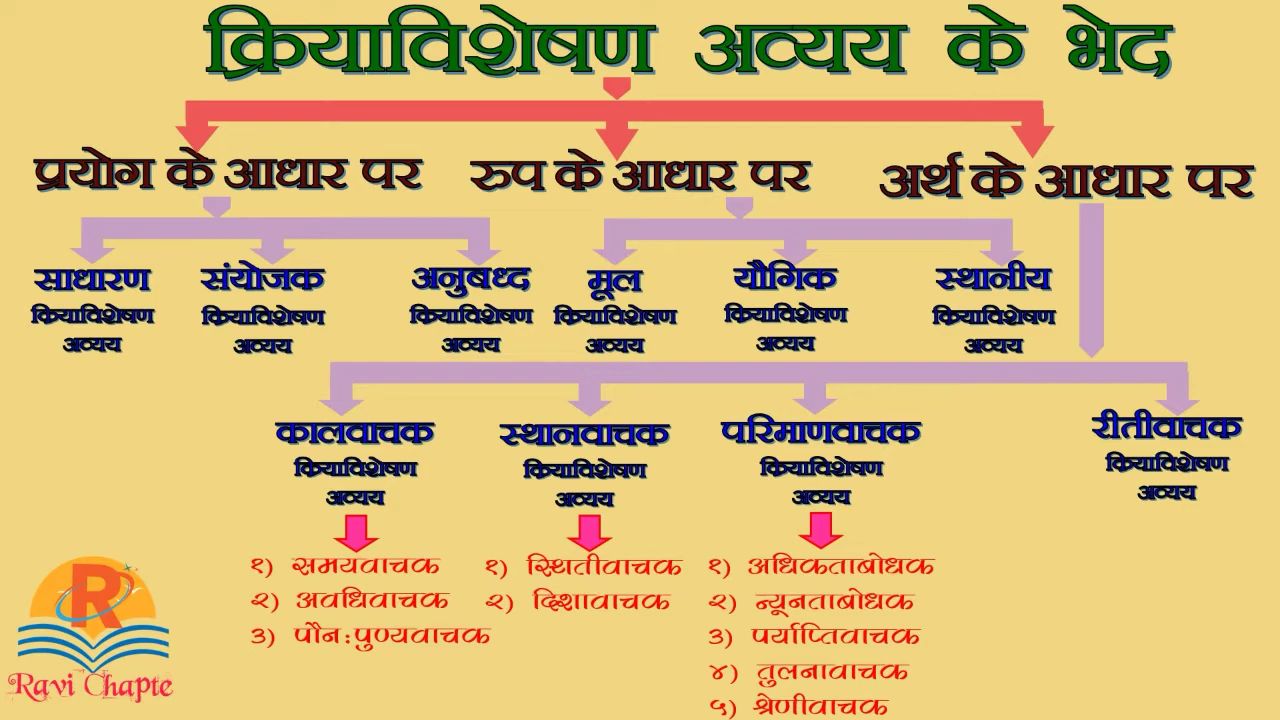 क्रियाविशेषण अव्यय के भेद
प्रयोग के आधार पर
रुप के आधार पर
अर्थ के आधार पर
साधारण
क्रियाविशेषण
अव्यय
संयोजक
क्रियाविशेषण
अव्यय
अनुबध्द
क्रियाविशेषण
अव्यय
मूल
क्रियाविशेषण
अव्यय
यौगिक
क्रियाविशेषण
अव्यय
स्थानीय
क्रियाविशेषण
अव्यय
कालवाचक
क्रियाविशेषण
अव्यय
१) समयवाचक
२) अवधिवाचक
३) पौन:पुण्यवाचक
स्थानवाचक
क्रियाविशेषण
अव्यय
१) स्थितीवाचक
२) दिशावाचक
परिमाणवाचक
क्रियाविशेषण
अव्यय
१) अधिकताबोधक
२) न्यूनताबोधक
३) पर्याप्तिवाचक
४) तुलनावाचक
५) श्रेणीवाचक
रीतीवाचक
क्रियाविशेषण
अव्यय
R
Ravi Chapte